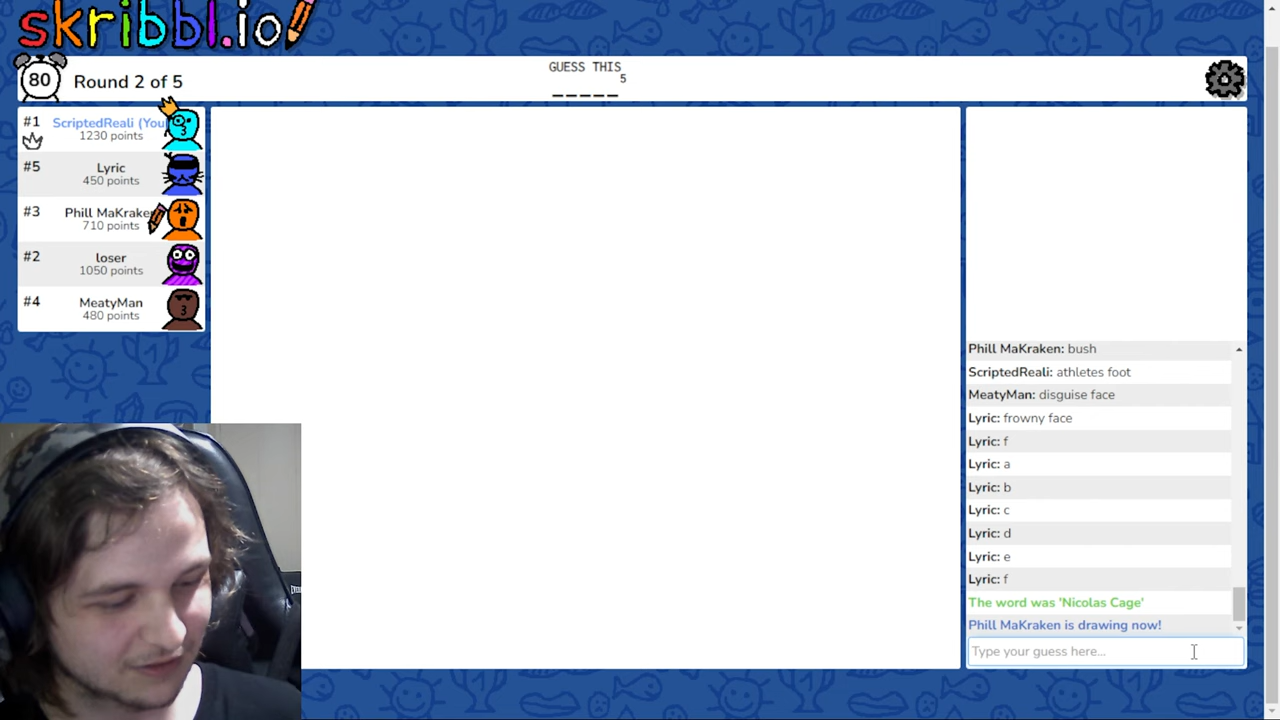 skribbl.io
80
Round 2 of 5
GUESS THIS
5
_____
#1
ScriptedReali (You
1230 points
#5
Lyric
450 points
#3
Phill MaKraken
710 points
#2
loser
1050 points
#4
MeatyMan
480 points
Phill MaKraken: bush
ScriptedReali: athletes foot
MeatyMan: disguise face
Lyric: frowny face
Lyric: f
Lyric: a
Lyric: b
Lyric: c
Lyric: d
Lyric: e
Lyric: f
The word was 'Nicolas Cage'
Phill MaKraken is drawing now!
Type your guess here...